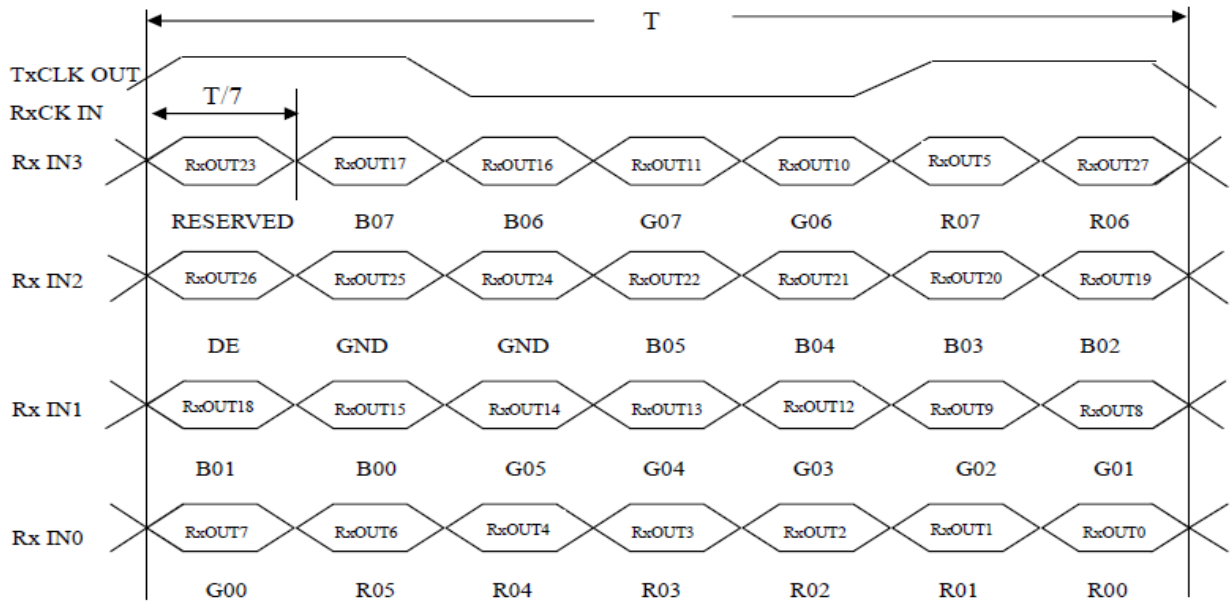 T
TxCLK OUT
T/7
RxCK IN
Rx IN3 RxOUT23 RxOUT17 RxOUT16 RxOUT11 RxOUT10 RxOUT5 RxOUT27
RESERVED B07 B06 G07 G06 R07 R06
Rx IN2 RxOUT26 RxOUT25 RxOUT24 RxOUT22 RxOUT21 RxOUT20 RxOUT19
DE GND GND B05 B04 B03 B02
Rx IN1 RxOUT18 RxOUT15 RxOUT14 RxOUT13 RxOUT12 RxOUT9 RxOUT8
B01 B00 G05 G04 G03 G02 G01
Rx IN0 RxOUT7 RxOUT6 RxOUT4 RxOUT3 RxOUT2 RxOUT1 RxOUT0
G00 R05 R04 R03 R02 R01 R00